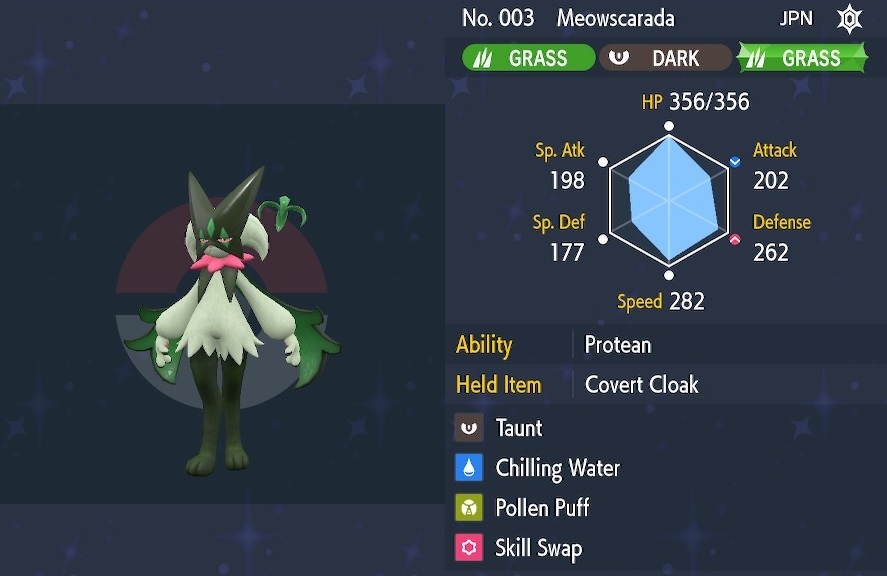 No. 003 Meowscarada JPN
GRASS DARK GRASS
HP 356/356
Sp. Atk Attack
198 202
Sp. Def Defense
177 262
Speed 282
Ability Protean
Held Item Covert Cloak
Taunt
Chilling Water
Pollen Puff
Skill Swap